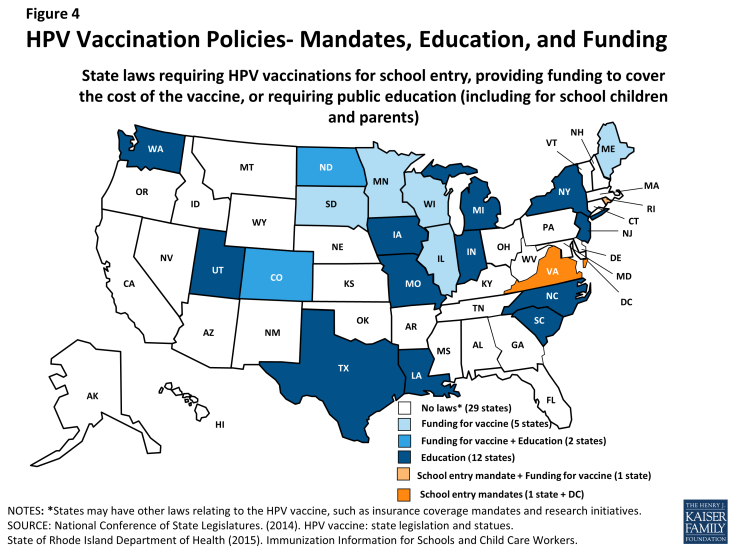 Figure 4
HPV Vaccination Policies- Mandates, Education, and Funding
State laws requiring HPV vaccinations for school entry, providing funding to cover
the cost of the vaccine, or requiring public education (including for school children
and parents)
NH
VT
ME
WA
MT
ND
MN
OR
ID
SD
WI
MI
NY
MA
RI
CT
WY
IA
PA
NJ
NE
OH
NV
UT
IL
IN
DE
CO
WV
VA
MD
CA
KS
MO
KY
DC
NC
TN
OK
AR
SC
AZ
NM
MS
AL
GA
TX
LA
AK
FL
HI
No laws* (29 states)
Funding for vaccine (5 states)
Funding for vaccine + Education (2 states)
Education (12 states)
School entry mandate + Funding for vaccine (1 state)
School entry mandates (1 state + DC)
NOTES: *States may have other laws relating to the HPV vaccine, such as insurance coverage mandates and research initiatives.
SOURCE: National Conference of State Legislatures. (2014). HPV vaccine: state legislation and statues.
State of Rhode Island Department of Health (2015). Immunization Information for Schools and Child Care Workers.
THE HENRY J.
KAISER
FAMILY
FOUNDATION